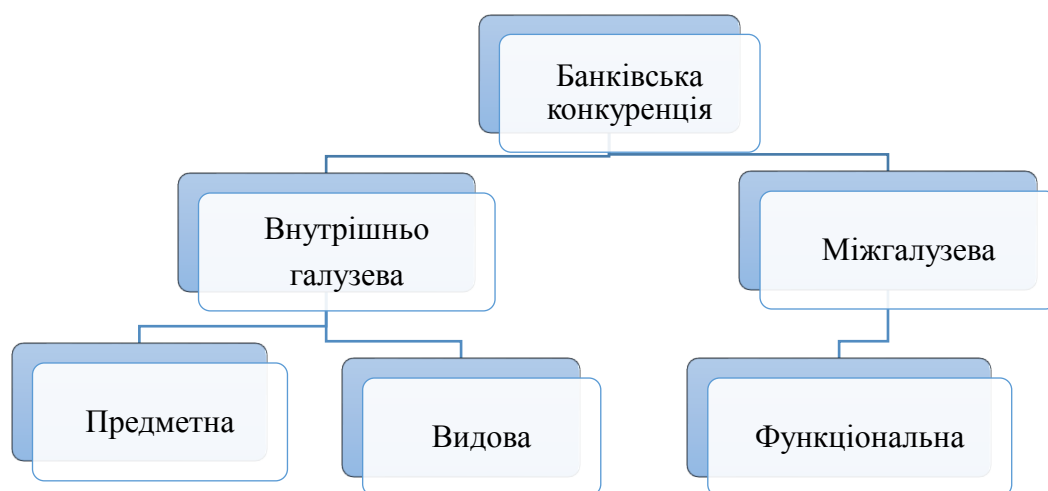 Банківська
конкуренція
Внутрішньо
галузева
Міжгалузева
Предметна
Видова
Функціональна